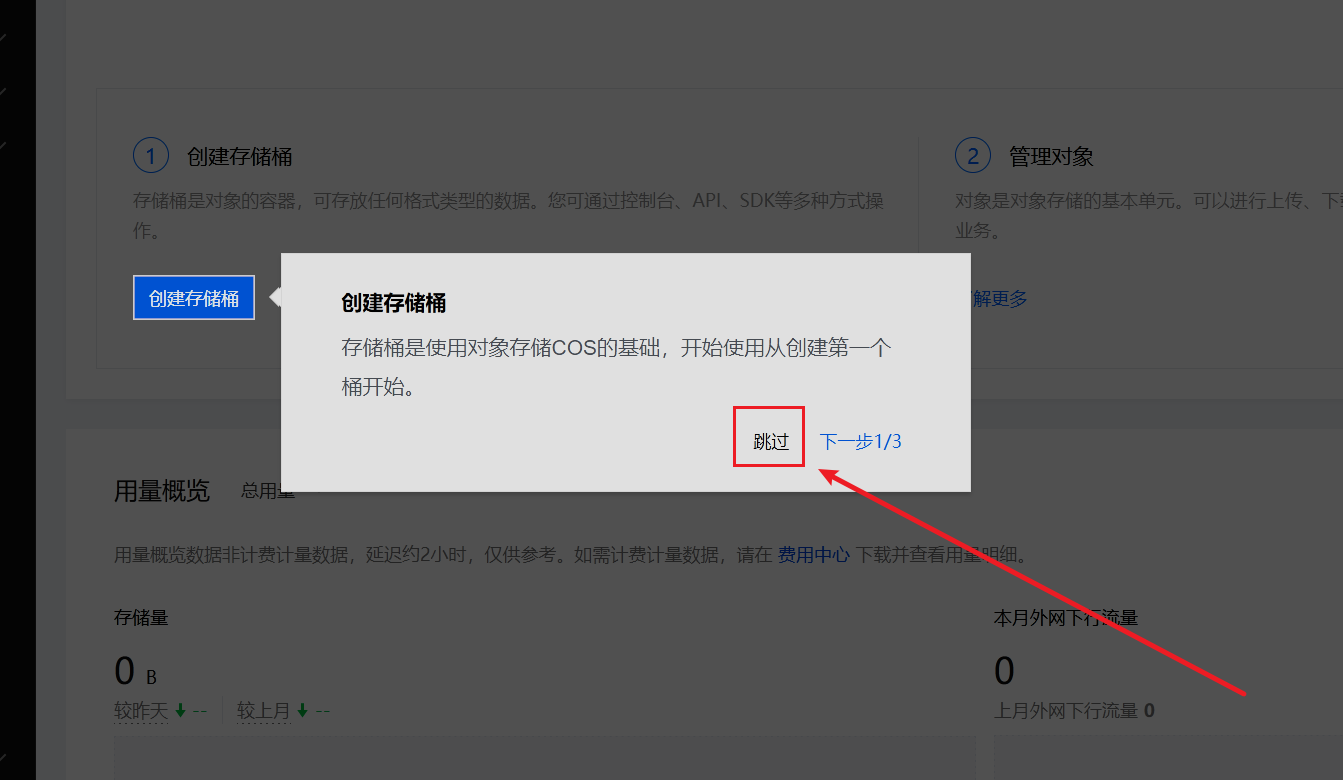 1 创建存储桶
存储桶是对象的容器，可存放任何格式类型的数据。您可通过控制台、API、SDK等多种方式操
作。
创建存储桶
2 管理对象
对象是对象存储的基本单元。可以进行上传、下
业务。
解更多
创建存储桶
存储桶是使用对象存储COS的基础，开始使用从创建第一个
桶开始。
跳过 下一步1/3
用量概览 总用量
用量概览数据非计费计量数据，延迟约2小时，仅供参考。如需计费计量数据，请在 费用中心 下载并查看用量明细。
存储量
0 B
较昨天 -- 较上月 --
本月外网下行流量
0
上月外网下行流量 0